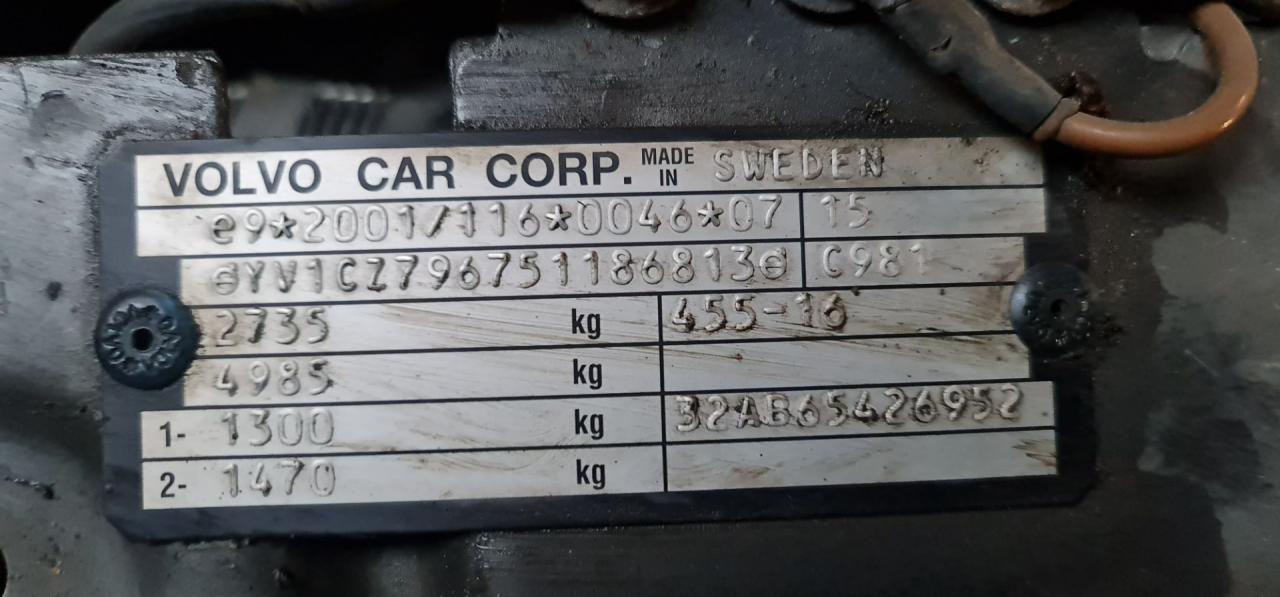 VOLVO CAR CORP. MADE IN SWEDEN
e9*2001/116*0046*07 15
YV1CZ796751186813 C981
2735 kg 455-16
4985 kg
1- 1300 kg 32AB65426952
2- 1470 kg